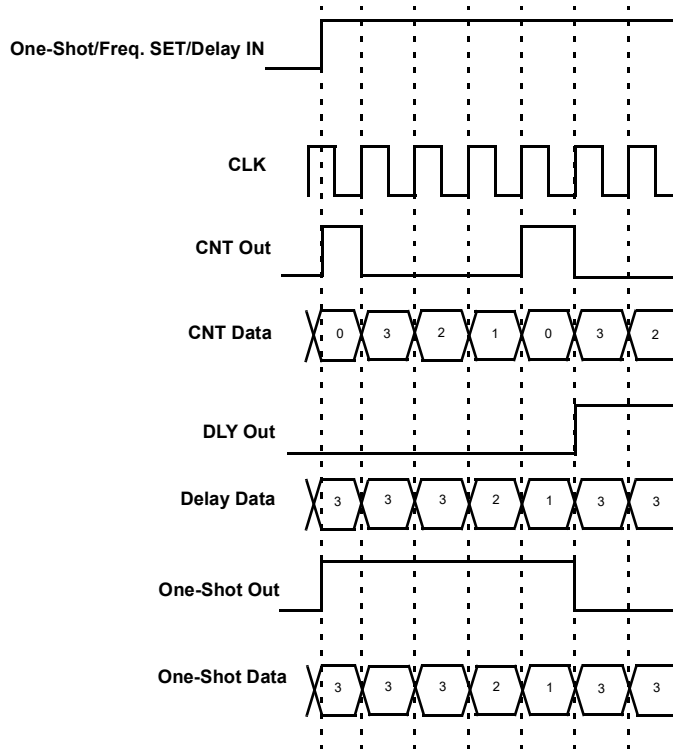 One-Shot/Freq. SET/Delay IN
CLK
CNT Out
CNT Data 0 3 2 1 0 3 2
DLY Out
Delay Data 3 3 3 2 1 3 3
One-Shot Out
One-Shot Data 3 3 3 2 1 3 3